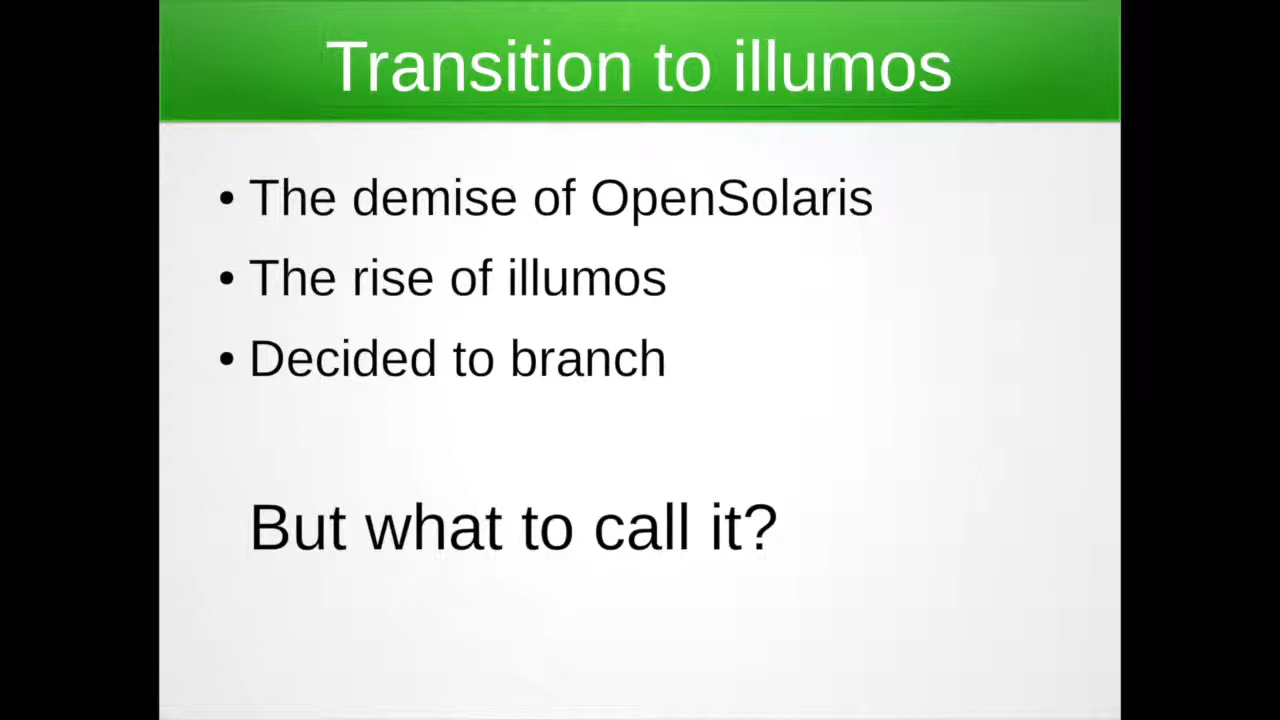 Transition to illumos
• The demise of OpenSolaris
• The rise of illumos
• Decided to branch
But what to call it?